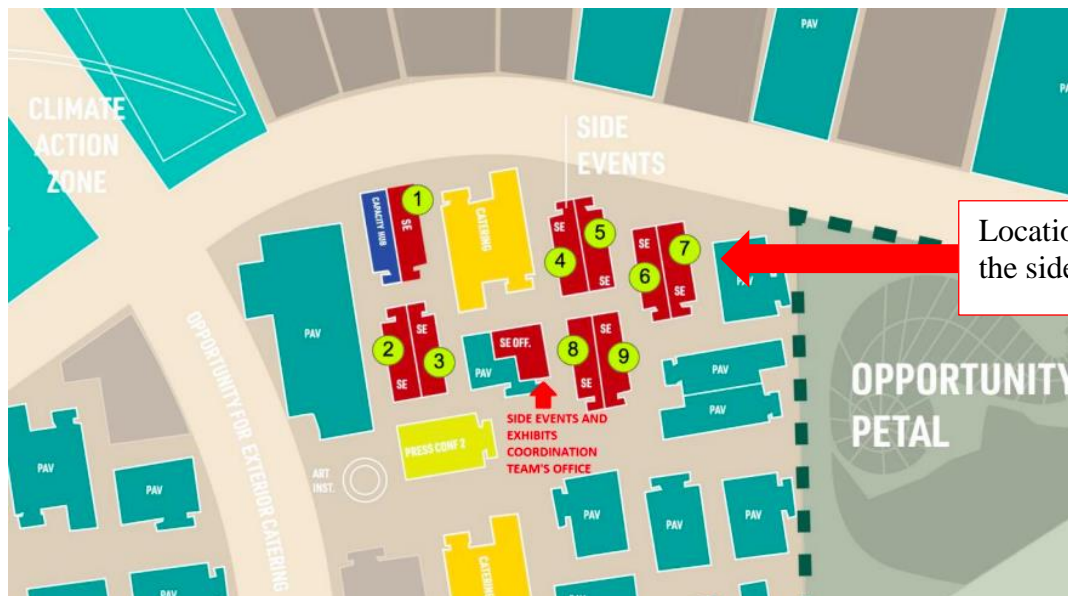 PAV
PAV
SIDE
EVENTS
CLIMATE
ACTION
ZONE
CAPACITY HUB
SE
1
CATERING
SE
4
5
SE
SE
6
7
SE
Locatio
the side
PAV
OPPORTUNITY FOR EXTERIOR CATERING
PAV
2
SE
SE
3
SE OFF.
PAV
8
SE
SE
9
PAV
PAV
OPPORTUNITY
PETAL
SIDE EVENTS AND
EXHIBITS
COORDINATION
TEAM'S OFFICE
PRESS CONF 2
ART
INST.
PAV
PAV
PAV
PAV
PAV
CATERING
PAV
PAV